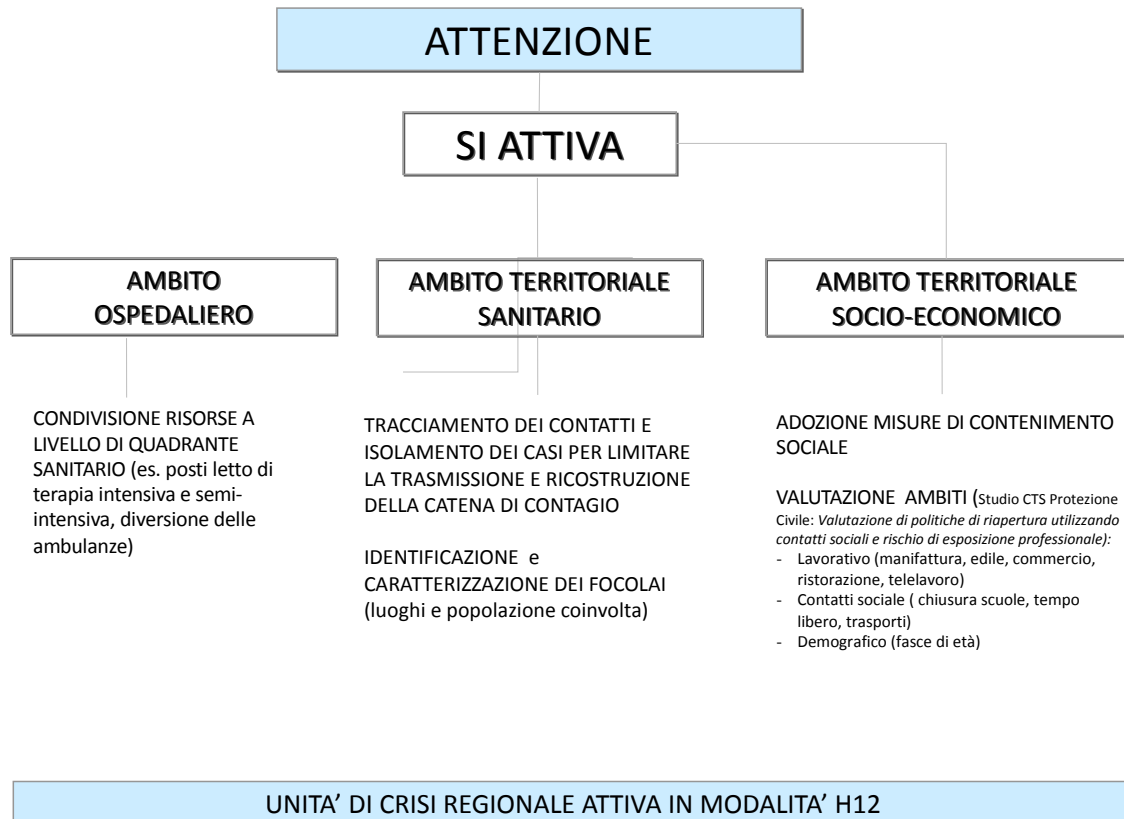 ATTENZIONE
SI ATTIVA
AMBITO
OSPEDALIERO
CONDIVISIONE RISORSE A
LIVELLO DI QUADRANTE
SANITARIO (es. posti letto di
terapia intensiva e semi-
intensiva, diversione delle
ambulanze)
AMBITO TERRITORIALE
SANITARIO
TRACCIAMENTO DEI CONTATTI E
ISOLAMENTO DEI CASI PER LIMITARE
LA TRASMISSIONE E RICOSTRUZIONE
DELLA CATENA DI CONTAGIO
IDENTIFICAZIONE e
CARATTERIZZAZIONE DEI FOCOLAI
(luoghi e popolazione coinvolta)
AMBITO TERRITORIALE
SOCIO-ECONOMICO
ADOZIONE MISURE DI CONTENIMENTO
SOCIALE
VALUTAZIONE AMBITI (Studio CTS Protezione
Civile: Valutazione di politiche di riapertura utilizzando
contatti sociali e rischio di esposizione professionale):
- Lavorativo (manifattura, edile, commercio,
ristorazione, telelavoro)
- Contatti sociale ( chiusura scuole, tempo
libero, trasporti)
- Demografico (fasce di età)
UNITA’ DI CRISI REGIONALE ATTIVA IN MODALITA’ H12